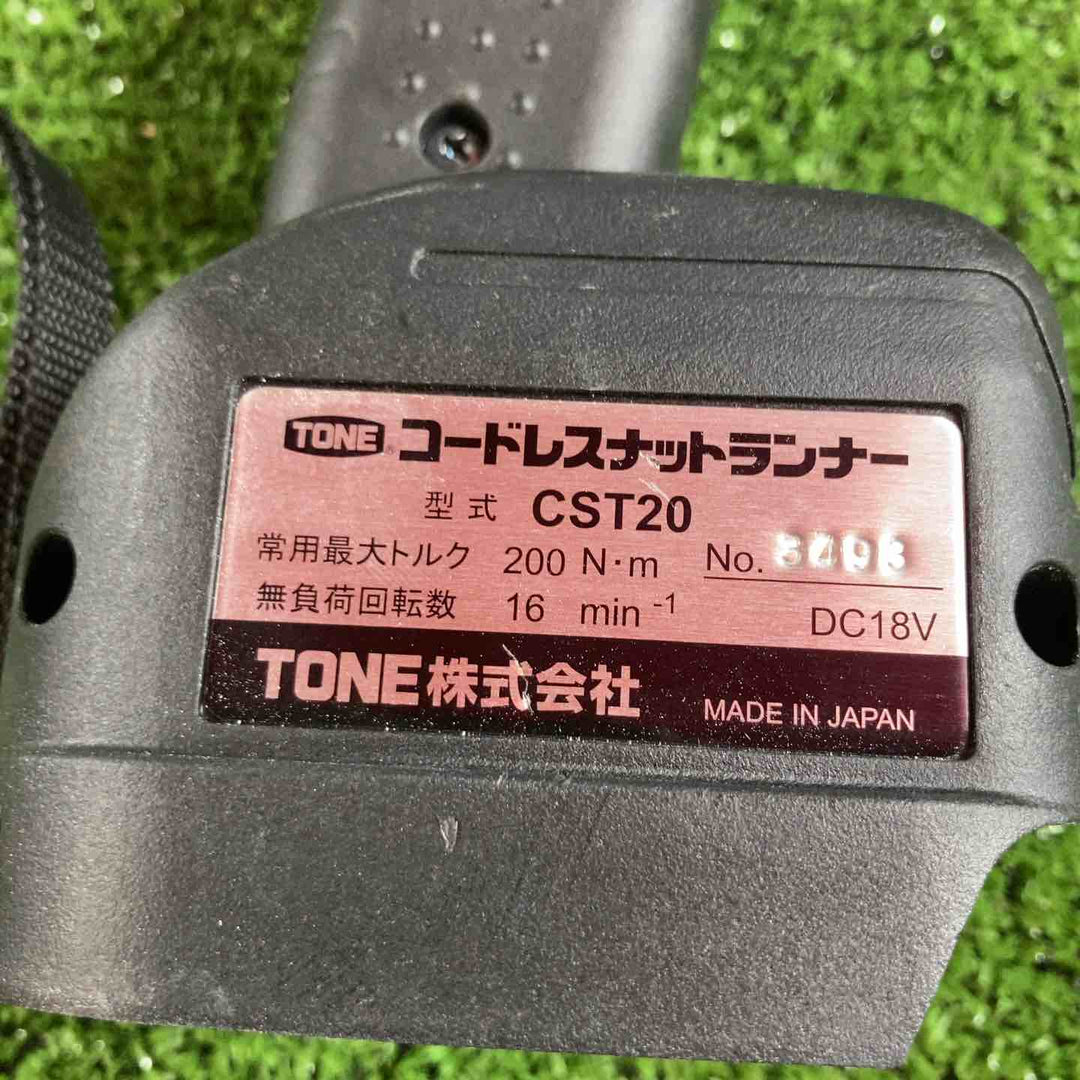 TONE コードレスナットランナー
型式 CST20
常用最大トルク 200 N·m No.
無負荷回転数 16 min⁻¹ DC18V
TONE株式会社 MADE IN JAPAN